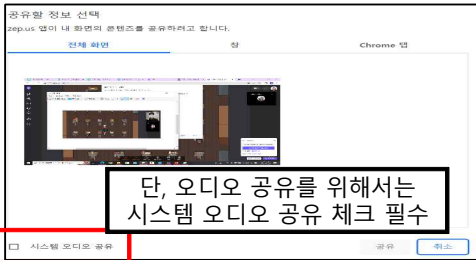 공유할 정보 선택
zep.us 앱이 내 화면의 콘텐츠를 공유하려고 합니다.
전체 화면 창 Chrome 탭
단, 오디오 공유를 위해서는
시스템 오디오 공유 체크 필수
시스템 오디오 공유 공유 취소